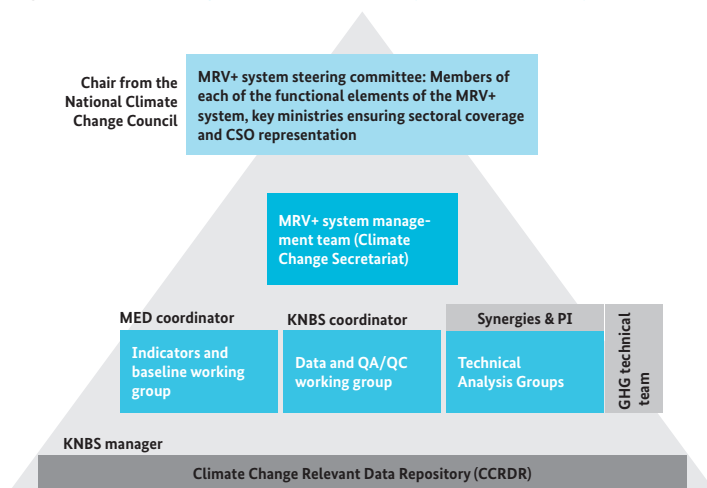 Chair from the
National Climate
Change Council
MRV+ system steering committee: Members of
each of the functional elements of the MRV+
system, key ministries ensuring sectoral coverage
and CSO representation
MRV+ system manage-
ment team (Climate
Change Secretariat)
MED coordinator
Indicators and
baseline working
group
KNBS coordinator
Data and QA/QC
working group
Synergies & PI
Technical
Analysis Groups
GHG technical
team
KNBS manager
Climate Change Relevant Data Repository (CCRDR)